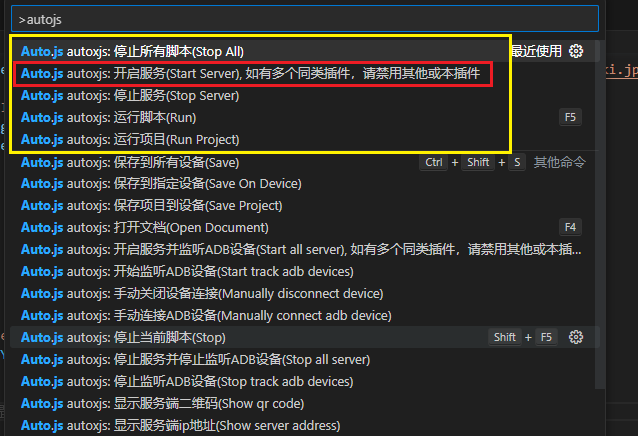 >autojs
Auto.js autoxjs: 停止所有脚本(Stop All) 最近使用
Auto.js autoxjs: 开启服务(Start Server), 如有多个同类插件，请禁用其他或本插件
Auto.js autoxjs: 停止服务(Stop Server)
Auto.js autoxjs: 运行脚本(Run) F5
Auto.js autoxjs: 运行项目(Run Project)
Auto.js autoxjs: 保存到所有设备(Save) Ctrl + Shift + S 其他命令
Auto.js autoxjs: 保存到指定设备(Save On Device)
Auto.js autoxjs: 保存项目到设备(Save Project)
Auto.js autoxjs: 打开文档(Open Document) F4
Auto.js autoxjs: 开启服务并监听ADB设备(Start all server), 如有多个同类插件，请禁用其他或本插...
Auto.js autoxjs: 开始监听ADB设备(Start track adb devices)
Auto.js autoxjs: 手动关闭设备连接(Manually disconnect device)
Auto.js autoxjs: 手动连接ADB设备(Manually connect adb device)
Auto.js autoxjs: 停止当前脚本(Stop) Shift + F5
Auto.js autoxjs: 停止服务并停止监听ADB设备(Stop all server)
Auto.js autoxjs: 停止监听ADB设备(Stop track adb devices)
Auto.js autoxjs: 显示服务端二维码(Show qr code)
Auto.js autoxjs: 显示服务端ip地址(Show server address)
ki.jp